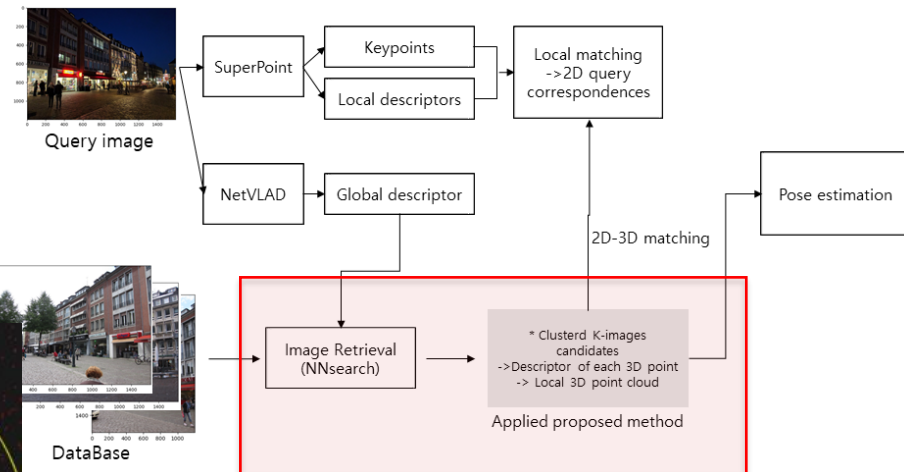 Query image
SuperPoint
Keypoints
Local descriptors
Local matching
->2D query
correspondences
NetVLAD
Global descriptor
Pose estimation
2D-3D matching
DataBase
Image Retrieval
(NNsearch)
* Clusterd K-images
candidates
->Descriptor of each 3D point
-> Local 3D point cloud
Applied proposed method